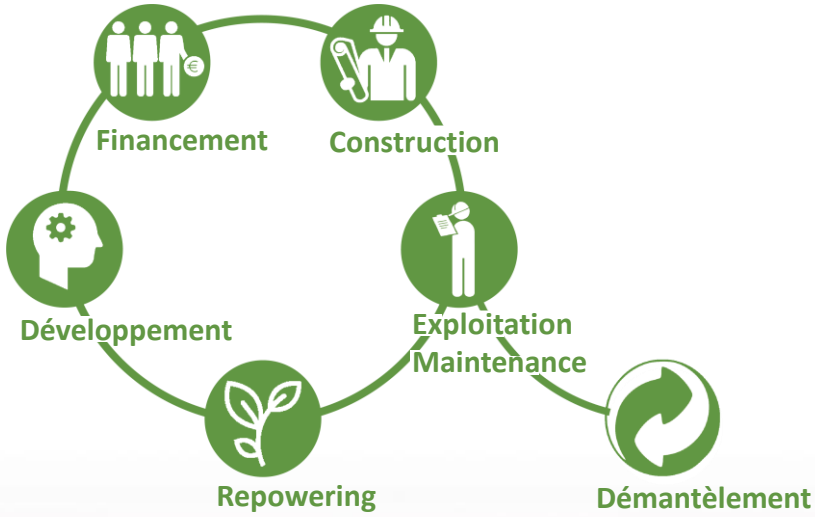 €
Financement
Construction
Développement
Exploitation
Maintenance
Repowering
Démantèlement